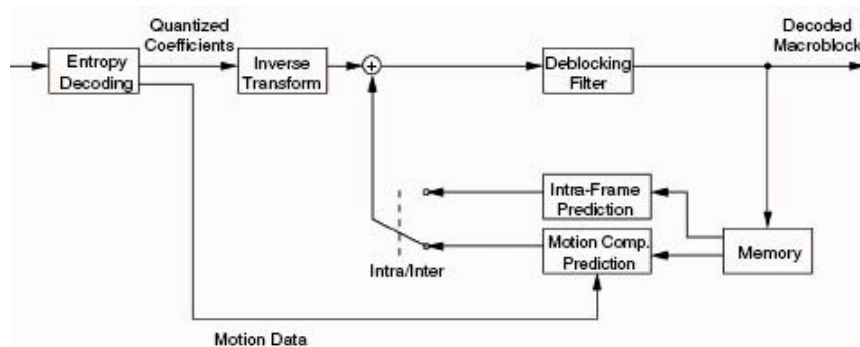 Quantized
Coefficients
Decoded
Macroblock
Entropy
Decoding
Inverse
Transform
+
Deblocking
Filter
Intra-Frame
Prediction
Motion Comp.
Prediction
Memory
Intra/Inter
Motion Data